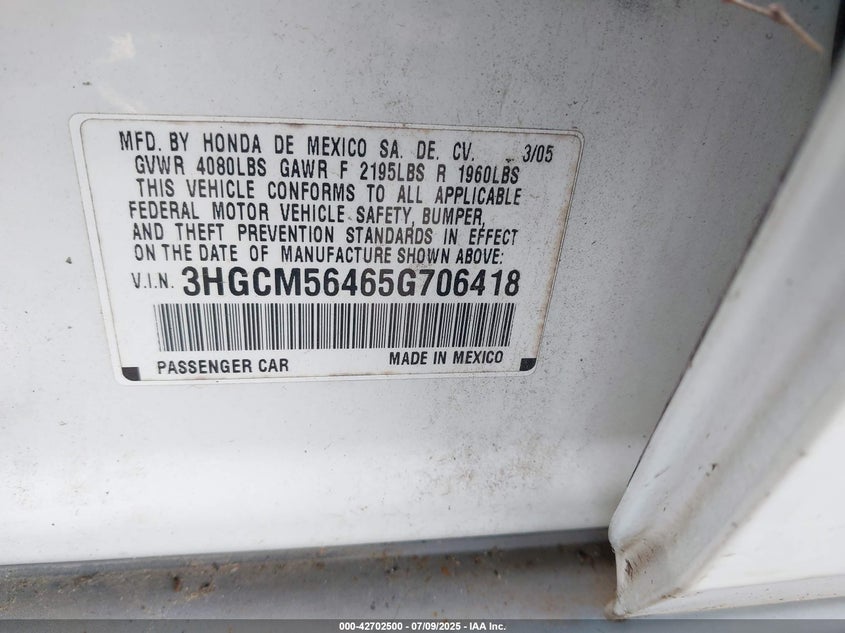 MFD. BY HONDA DE MEXICO SA. DE. CV. 3/05
GVWR 4080LBS GAWR F 2195LBS R 1960LBS
THIS VEHICLE CONFORMS TO ALL APPLICABLE
FEDERAL MOTOR VEHICLE SAFETY, BUMPER,
AND THEFT PREVENTION STANDARDS IN EFFECT
ON THE DATE OF MANUFACTURE SHOWN ABOVE:
V.I.N. 3HGCM56465G706418
PASSENGER CAR MADE IN MEXICO
000-42702500 07/09/2025 - IAA Inc.